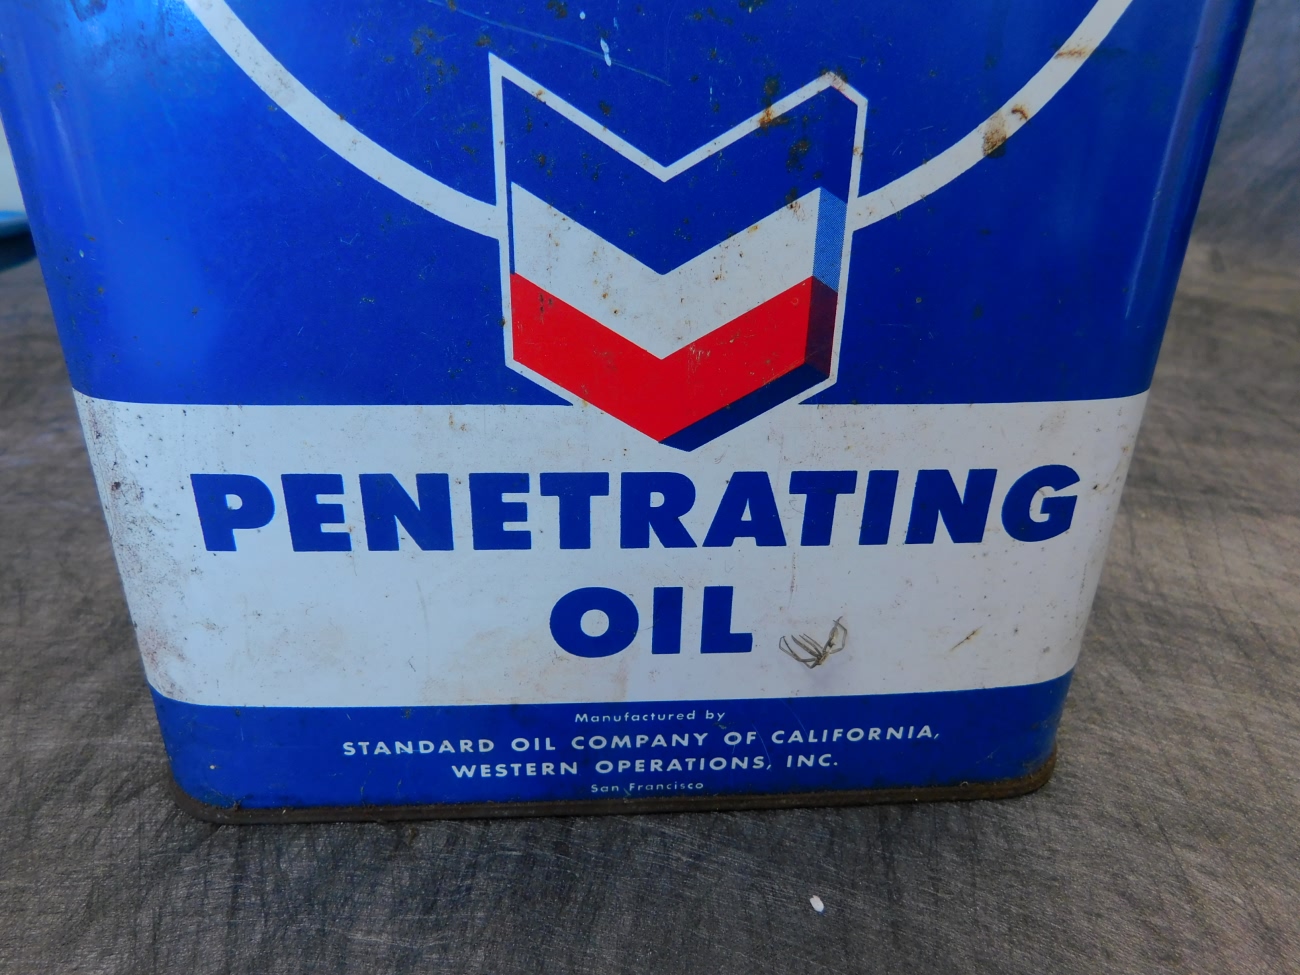 PENETRATING
OIL
Manufactured by
STANDARD OIL COMPANY OF CALIFORNIA,
WESTERN OPERATIONS, INC.
San Francisco